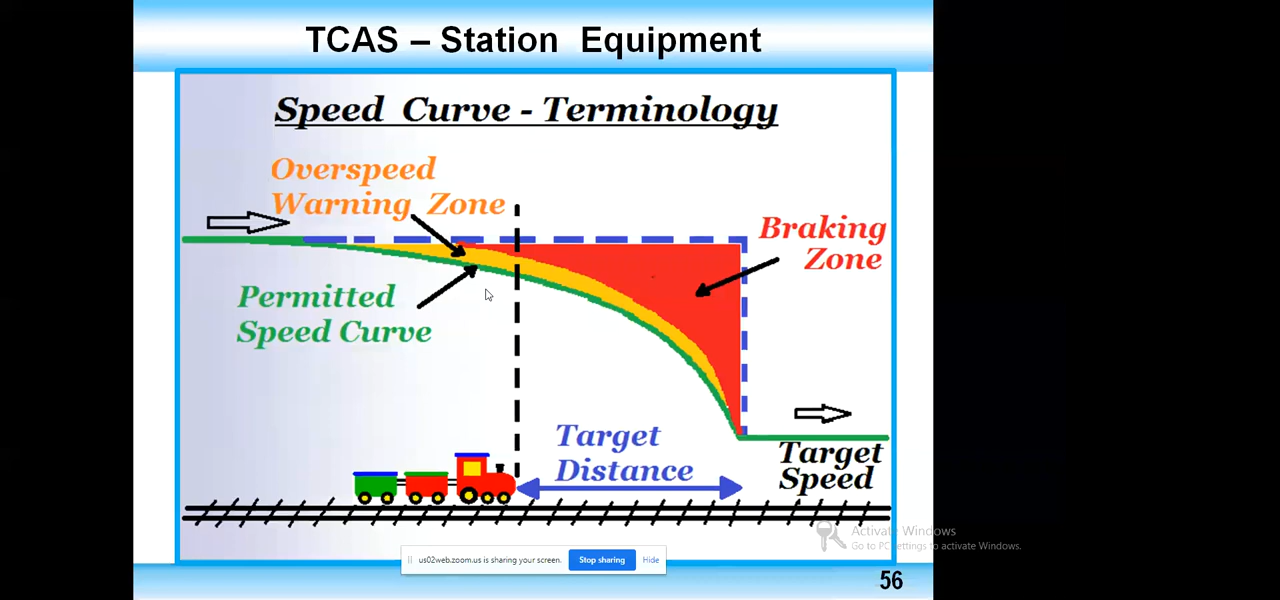 TCAS – Station Equipment
Speed Curve - Terminology
Overspeed
Warning Zone
Braking
Zone
Permitted
Speed Curve
Target
Distance
Target
Speed
Activate Windows
Go to PC settings to activate Windows.
us02web.zoom.us is sharing your screen.
Stop sharing
Hide
56